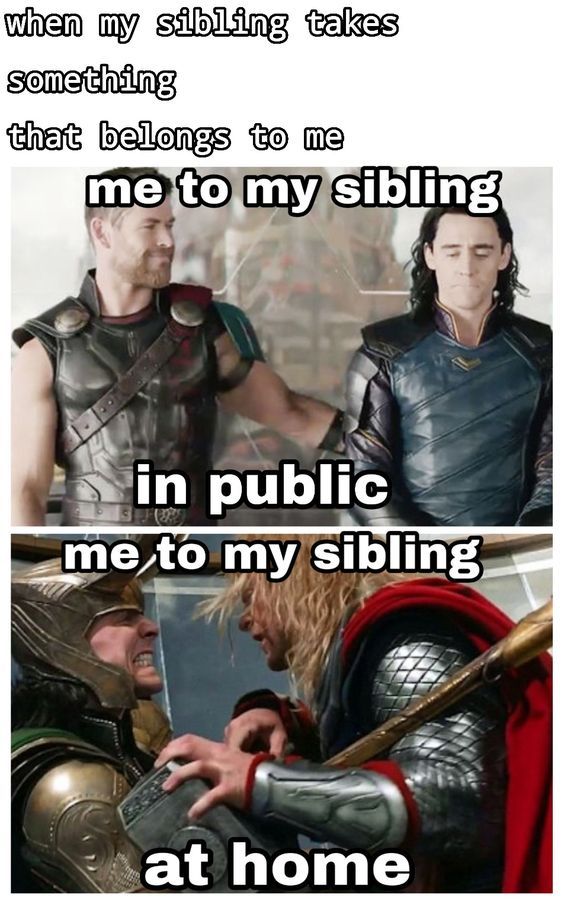 when my sibling takes
something
that belongs to me
me to my sibling
in public
me to my sibling
at home